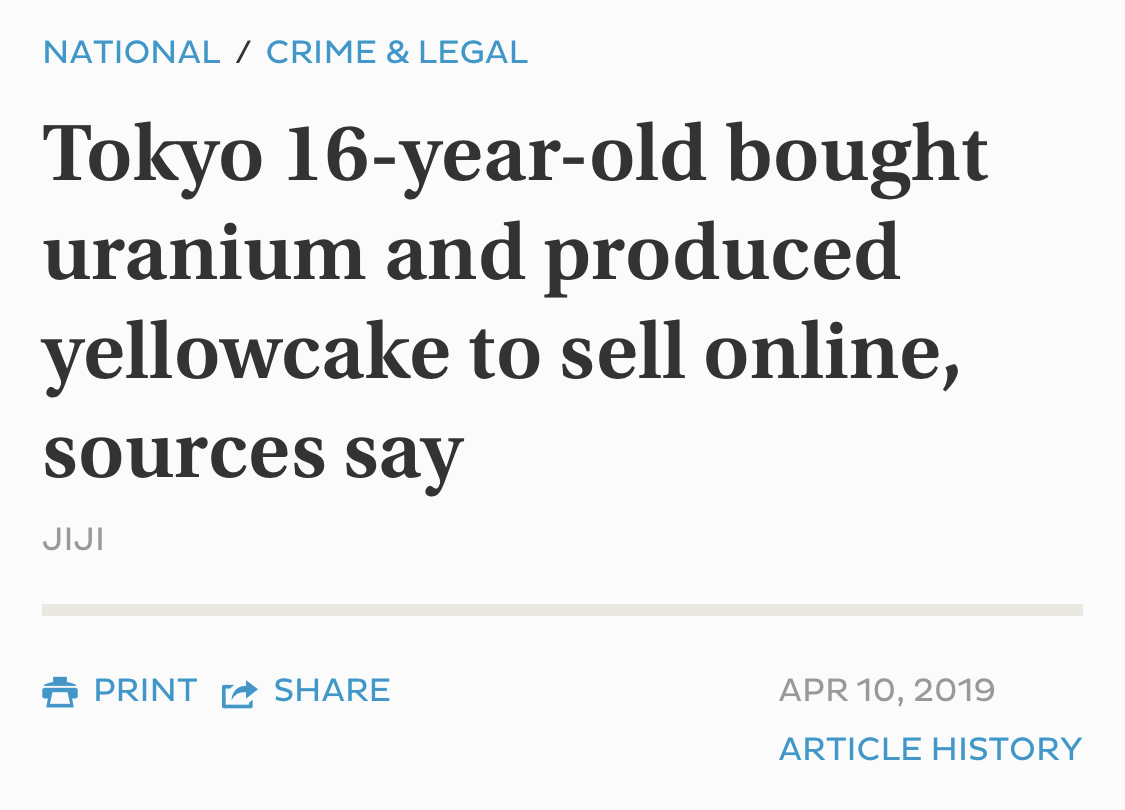 NATIONAL / CRIME & LEGAL
Tokyo 16-year-old bought
uranium and produced
yellowcake to sell online,
sources say
JIJI
PRINT SHARE APR 10, 2019
ARTICLE HISTORY